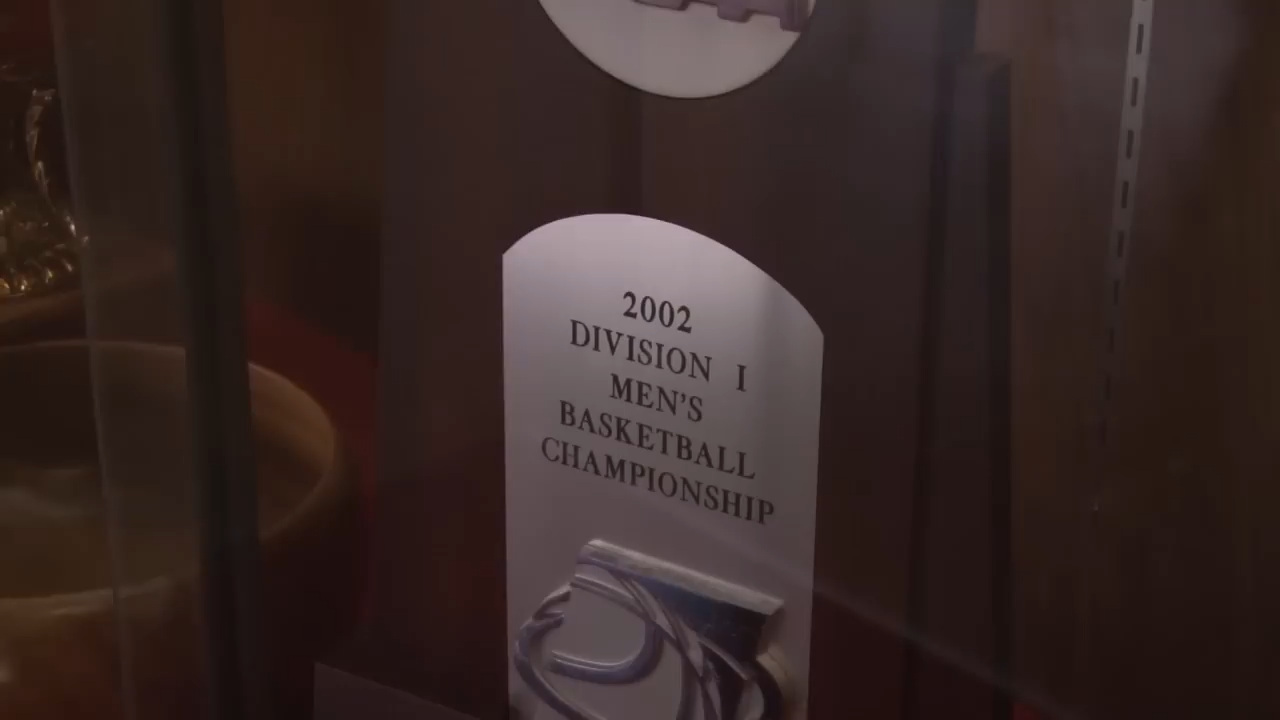 2002
DIVISION I
MEN'S
BASKETBALL
CHAMPIONSHIP